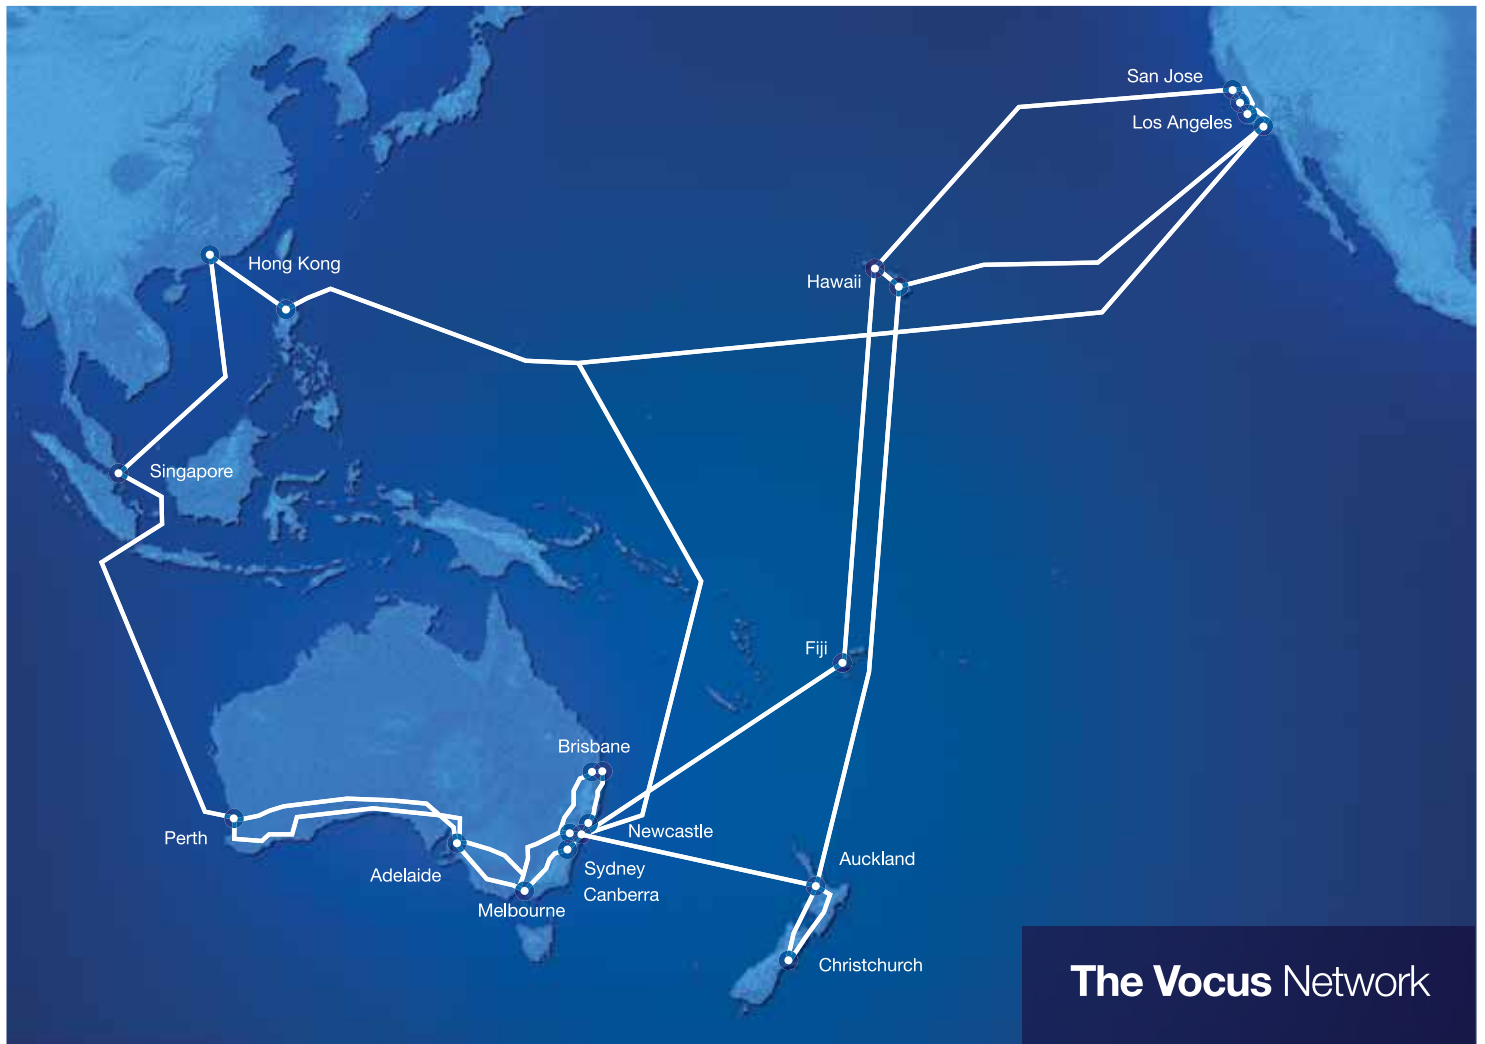 San Jose
Los Angeles
Hong Kong
Hawaii
Singapore
Fiji
Brisbane
Newcastle
Perth
Auckland
Sydney
Adelaide
Canberra
Melbourne
Christchurch
The Vocus Network